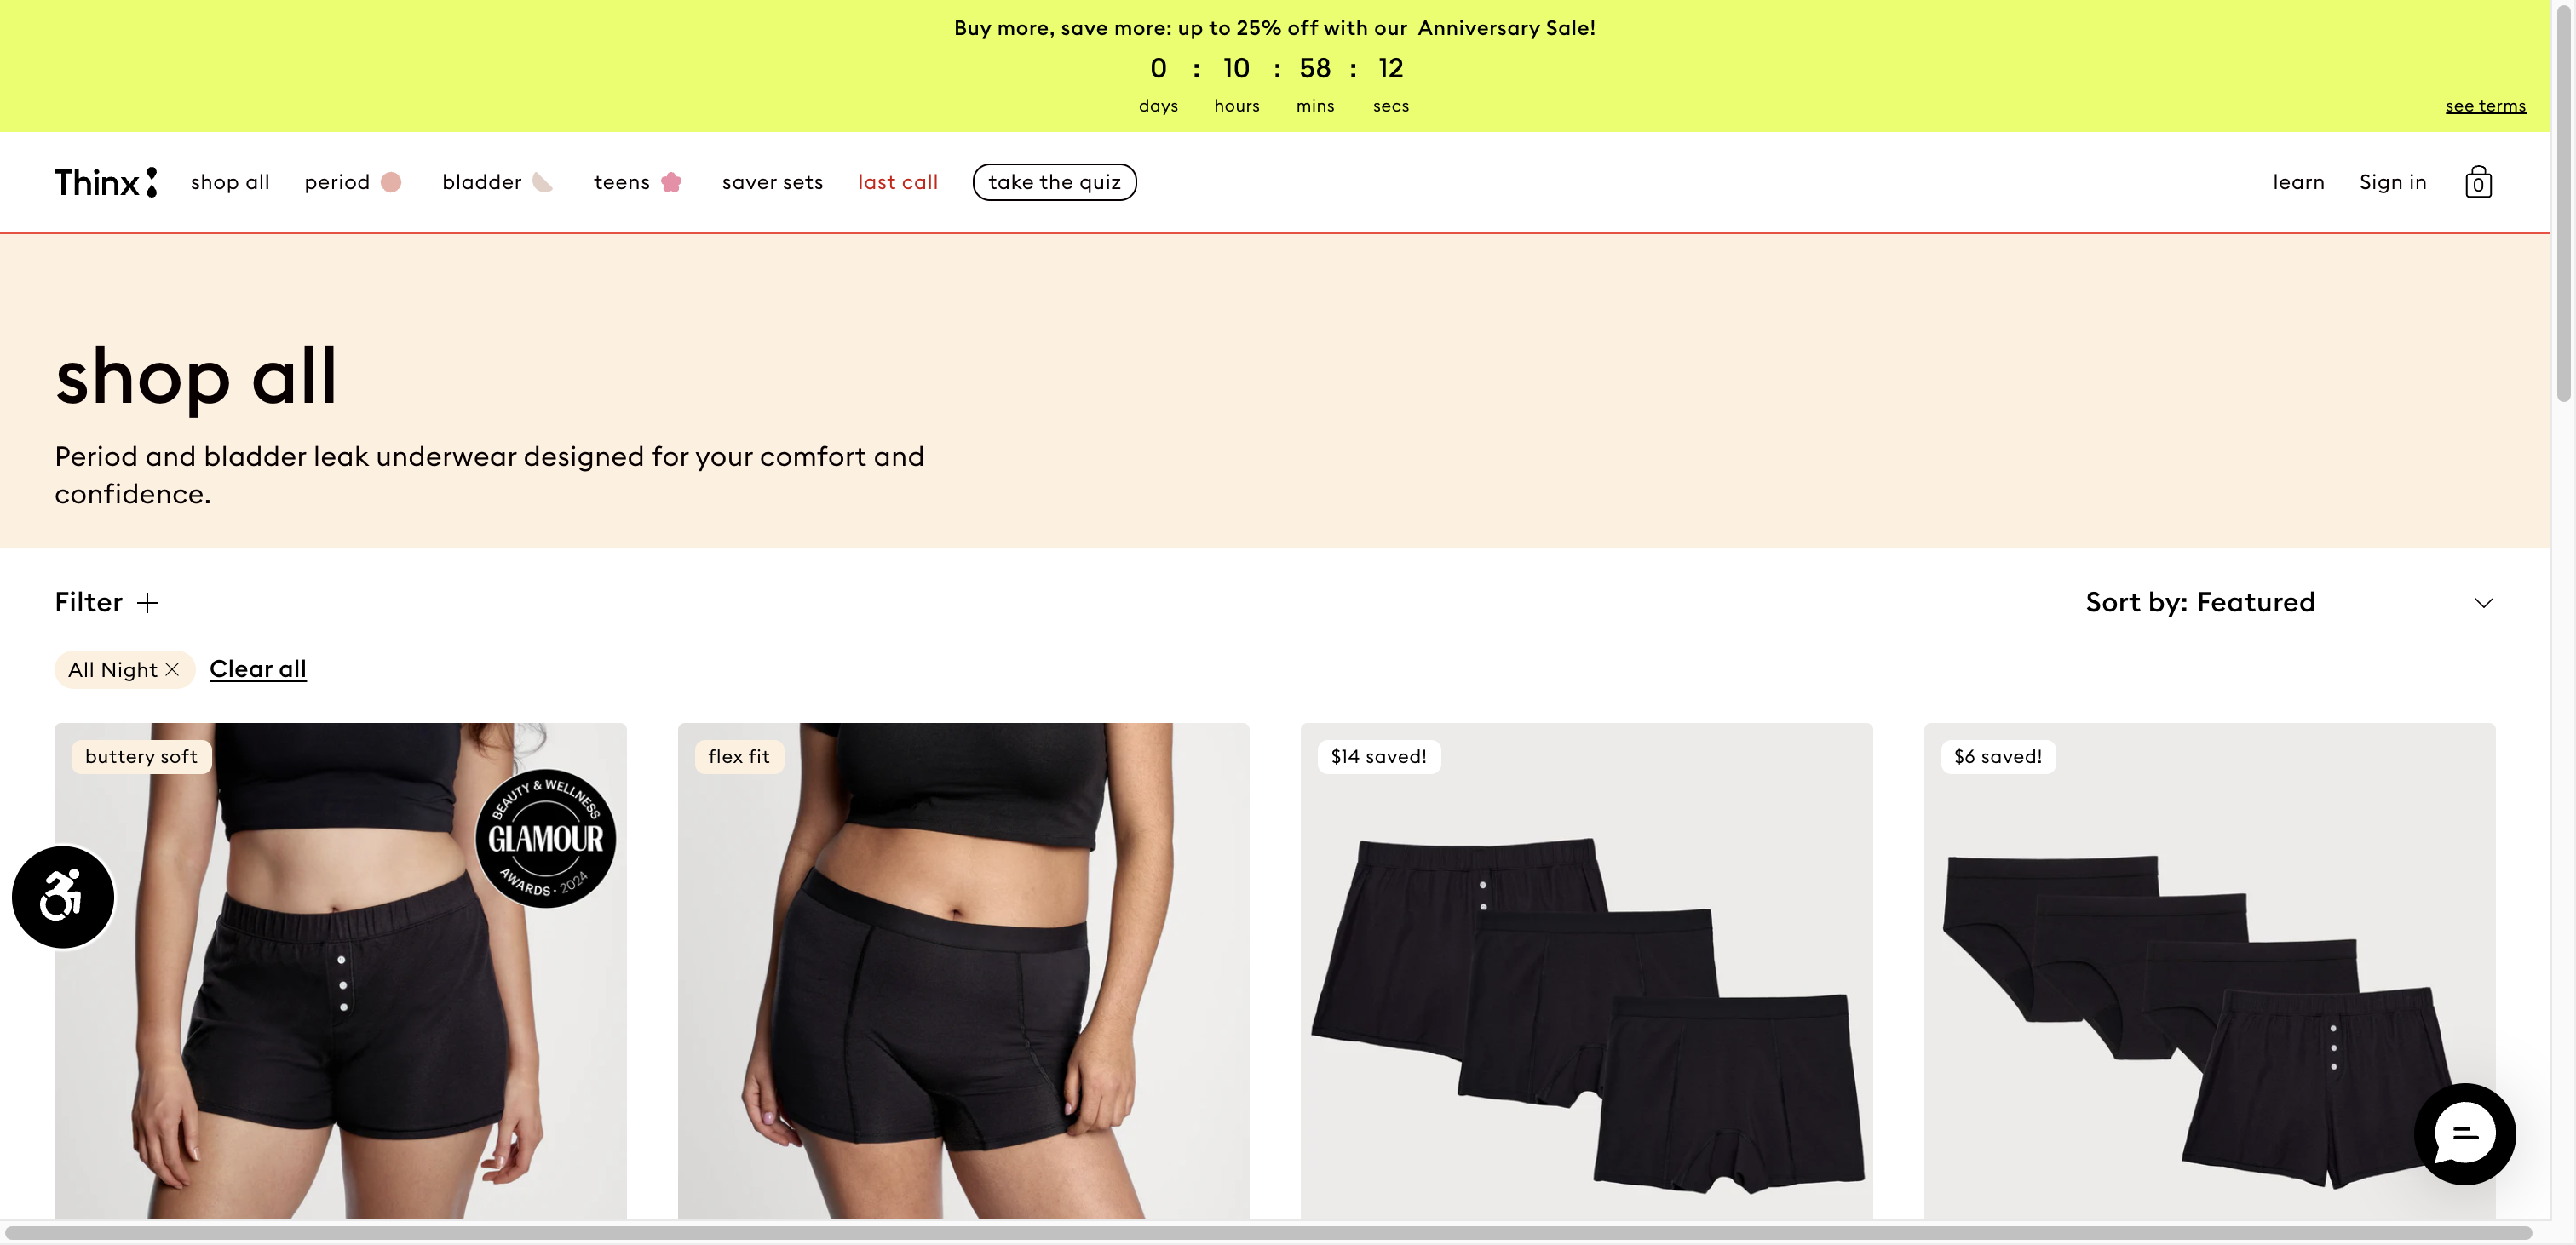 Buy more, save more: up to 25% off with our Anniversary Sale!
0 : 10 : 58 : 12
days hours mins secs
see terms
Thinx shop all period bladder teens saver sets last call take the quiz learn Sign in 0
shop all
Period and bladder leak underwear designed for your comfort and
confidence.
Filter
Sort by: Featured
All Night Clear all
buttery soft
BEAUTY & WELLNESS
GLAMOUR
AWARDS · 2024
flex fit
$14 saved!
$6 saved!